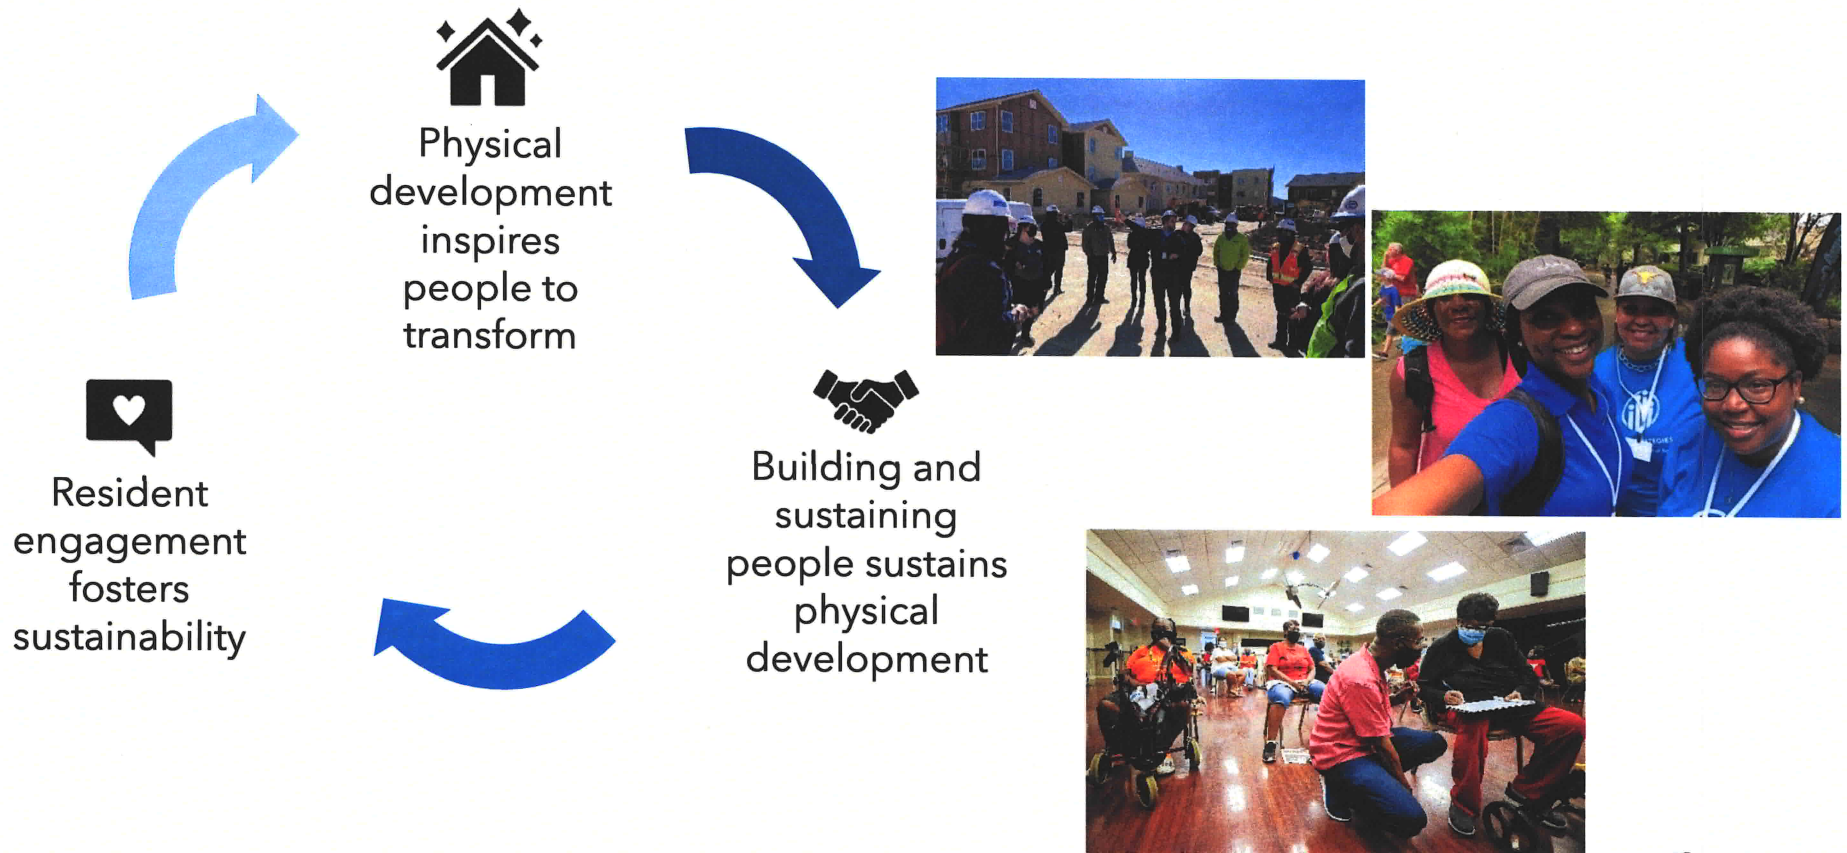 Physical
development
inspires
people to
transform
Building and
sustaining
people sustains
physical
development
Resident
engagement
fosters
sustainability